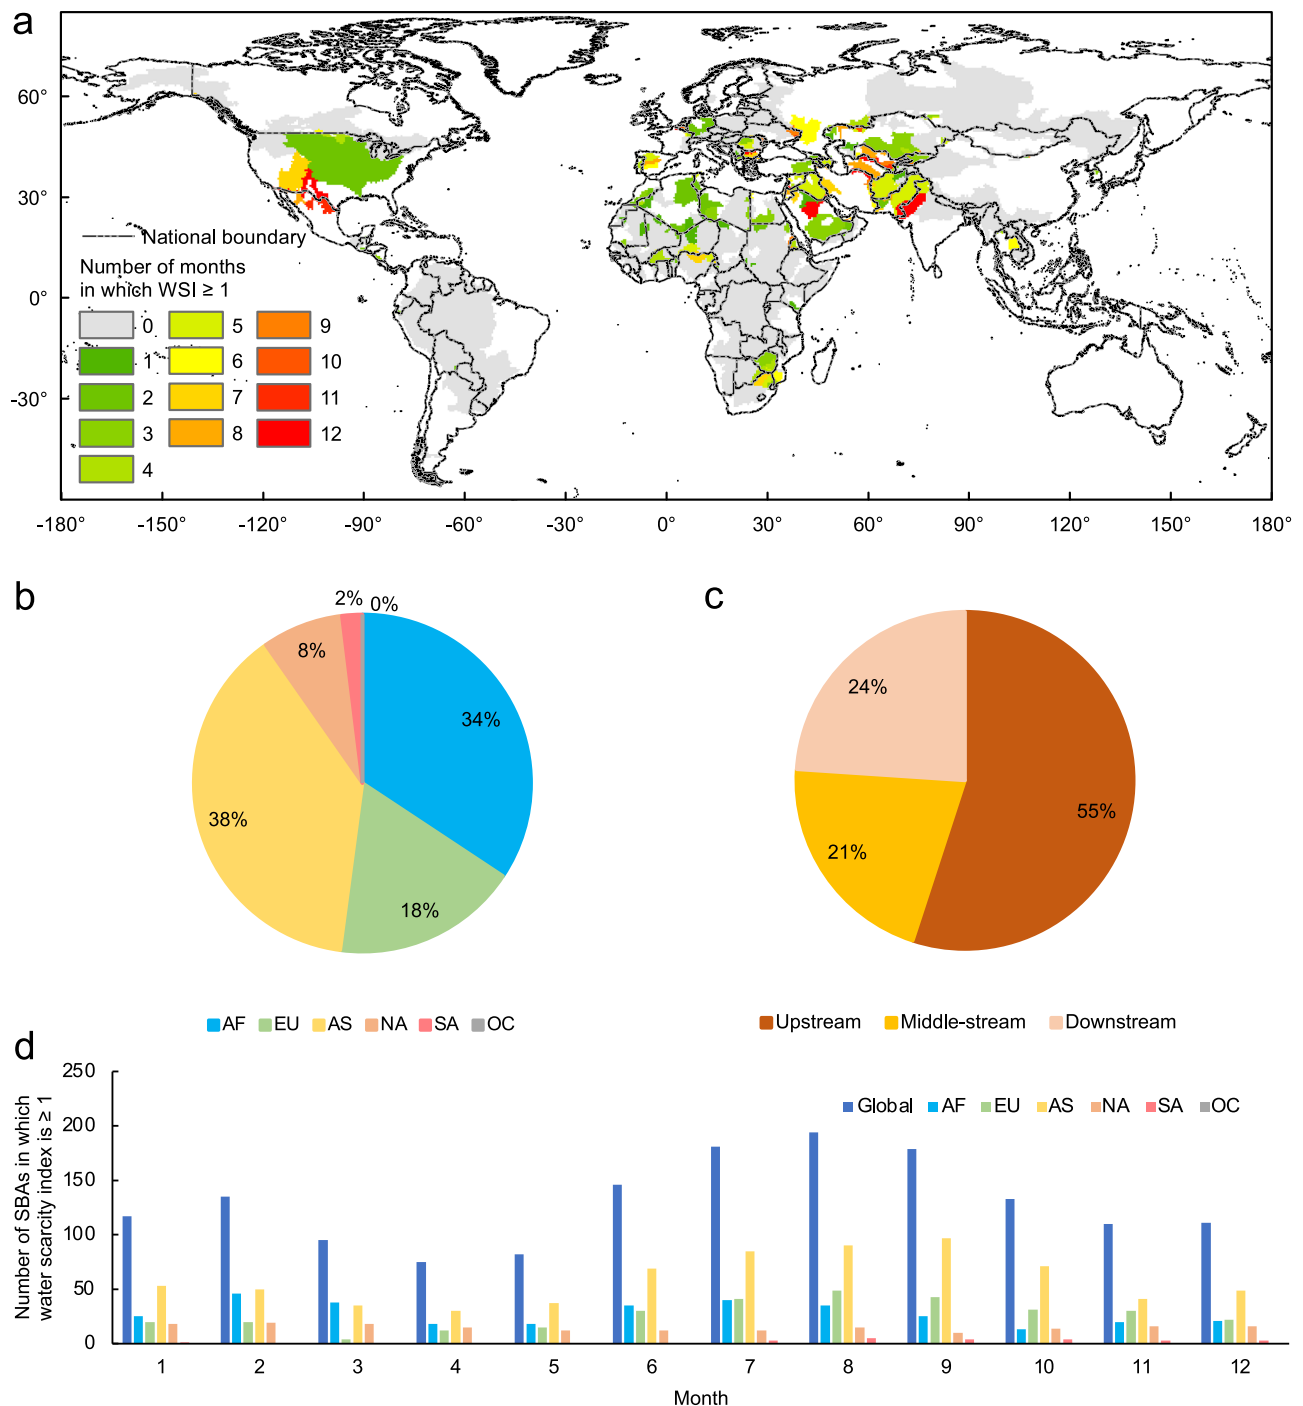 a
60°
30°
0°
-30°
National boundary
Number of months
in which WSI ≥ 1
0 5 9
1 6 10
2 7 11
3 8 12
4
-180° -150° -120° -90° -60° -30° 0° 30° 60° 90° 120° 150° 180°
b
2% 0%
8%
34%
38%
18%
AF EU AS NA SA OC
c
24%
55%
21%
Upstream Middle-stream Downstream
d
Number of SBAs in which
water scarcity index is ≥ 1
250
200
150
100
50
0
Global AF EU AS NA SA OC
1 2 3 4 5 6 7 8 9 10 11 12
Month